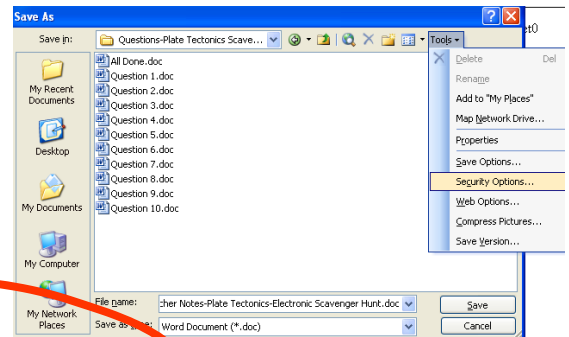 Save As
Save in: Questions-Plate Tectonics Scave... Tools
My Recent Documents
Desktop
My Documents
My Computer
My Network Places
All Done.doc
Question 1.doc
Question 2.doc
Question 3.doc
Question 4.doc
Question 5.doc
Question 6.doc
Question 7.doc
Question 8.doc
Question 9.doc
Question 10.doc
Delete Del
Rename
Add to "My Places"
Map Network Drive...
Properties
Save Options...
Security Options...
Web Options...
Compress Pictures...
Save Version...
File name: cher Notes-Plate Tectonics-Electronic Scavenger Hunt.doc Save
Save as type: Word Document (*.doc) Cancel